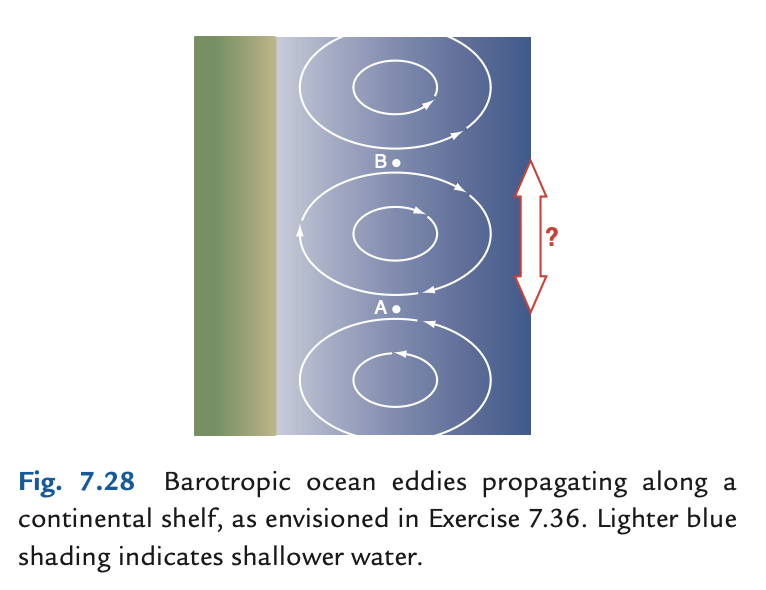 B
?
A
Fig. 7.28 Barotropic ocean eddies propagating along a
continental shelf, as envisioned in Exercise 7.36. Lighter blue
shading indicates shallower water.